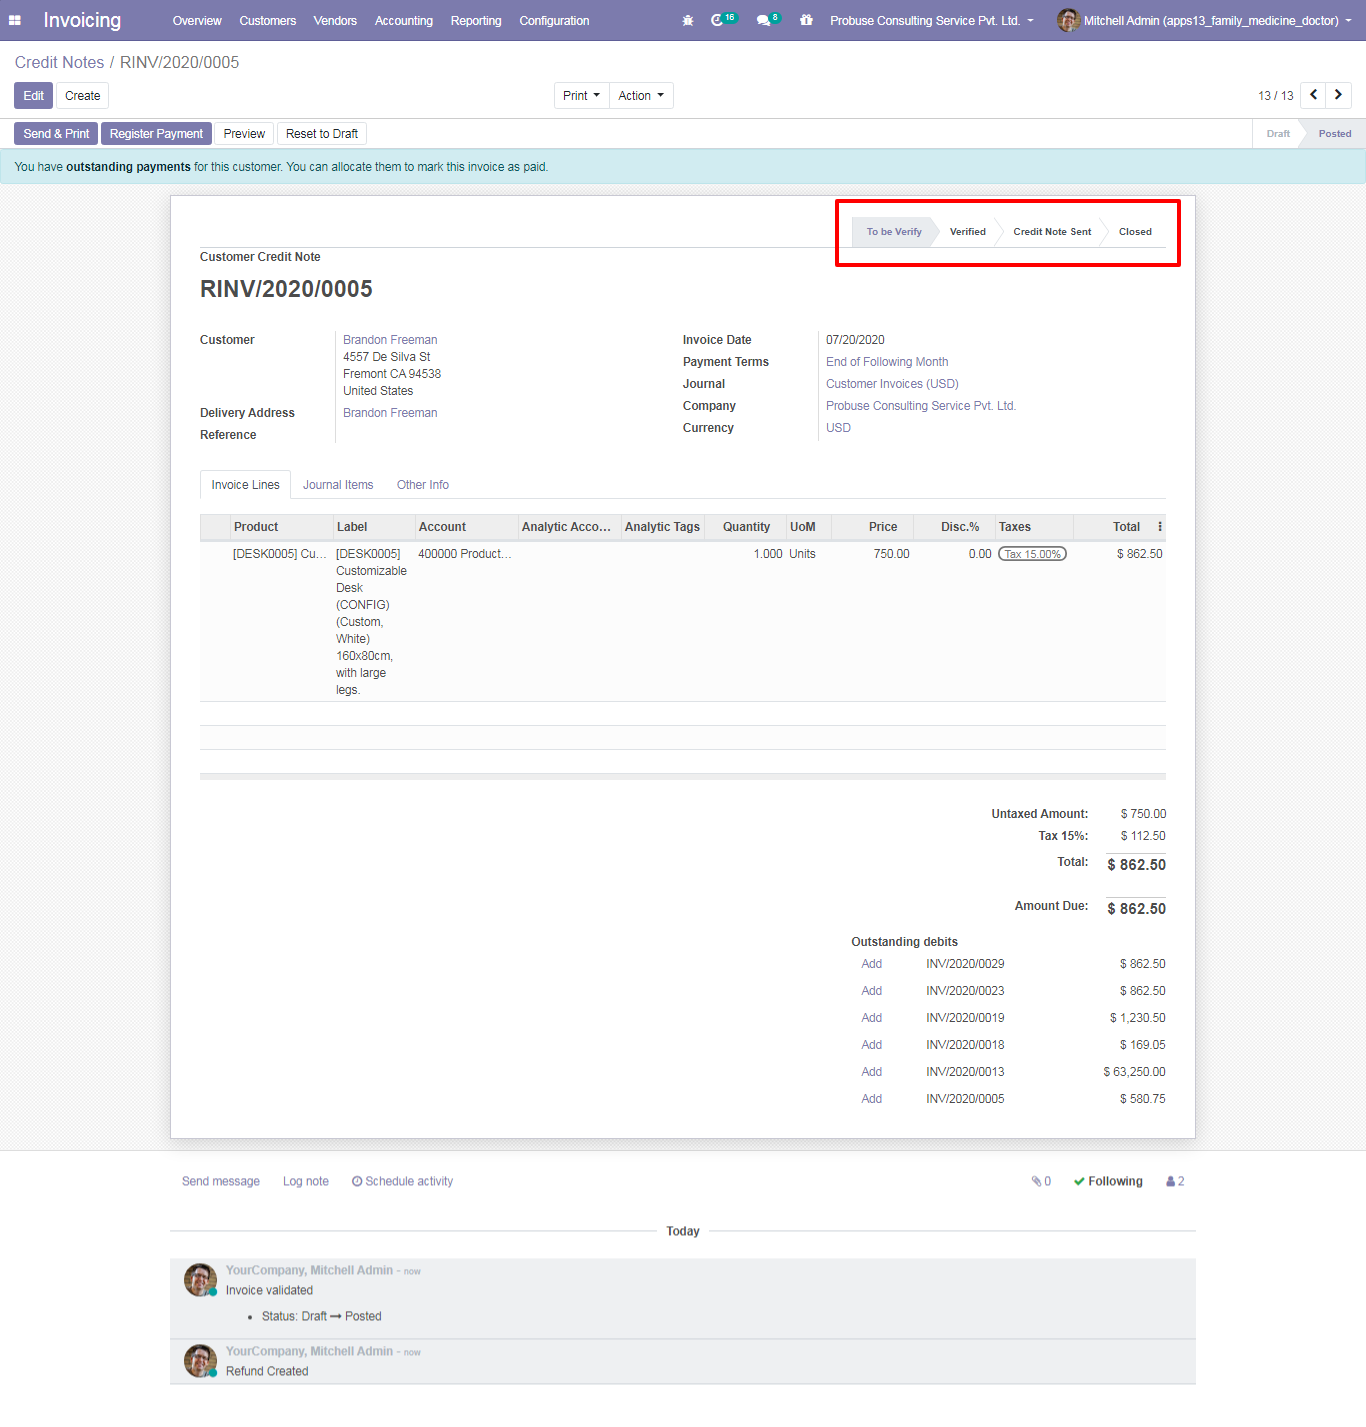 Invoicing Overview Customers Vendors Accounting Reporting Configuration 16 8 Probuse Consulting Service Pvt. Ltd. Mitchell Admin (apps13_family_medicine_doctor)
Credit Notes / RINV/2020/0005
Edit Create Print Action 13 / 13
Send & Print Register Payment Preview Reset to Draft Draft Posted
You have outstanding payments for this customer. You can allocate them to mark this invoice as paid.
To be Verify Verified Credit Note Sent Closed
Customer Credit Note
RINV/2020/0005
Customer Brandon Freeman Invoice Date 07/20/2020
4557 De Silva St Payment Terms End of Following Month
Fremont CA 94538 Journal Customer Invoices (USD)
United States
Delivery Address Brandon Freeman Company Probuse Consulting Service Pvt. Ltd.
Reference Currency USD
Invoice Lines Journal Items Other Info
Product Label Account Analytic Acco... Analytic Tags Quantity UoM Price Disc.% Taxes Total
[DESK0005] Cu... [DESK0005] 400000 Product... 1.000 Units 750.00 0.00 Tax 15.00% $ 862.50
Customizable
Desk
(CONFIG)
(Custom,
White)
160x80cm,
with large
legs.
Untaxed Amount: $ 750.00
Tax 15%: $ 112.50
Total: $ 862.50
Amount Due: $ 862.50
Outstanding debits
Add INV/2020/0029 $ 862.50
Add INV/2020/0023 $ 862.50
Add INV/2020/0019 $ 1,230.50
Add INV/2020/0018 $ 169.05
Add INV/2020/0013 $ 63,250.00
Add INV/2020/0005 $ 580.75
Send message Log note Schedule activity 0 Following 2
Today
YourCompany, Mitchell Admin - now
Invoice validated
• Status: Draft → Posted
YourCompany, Mitchell Admin - now
Refund Created